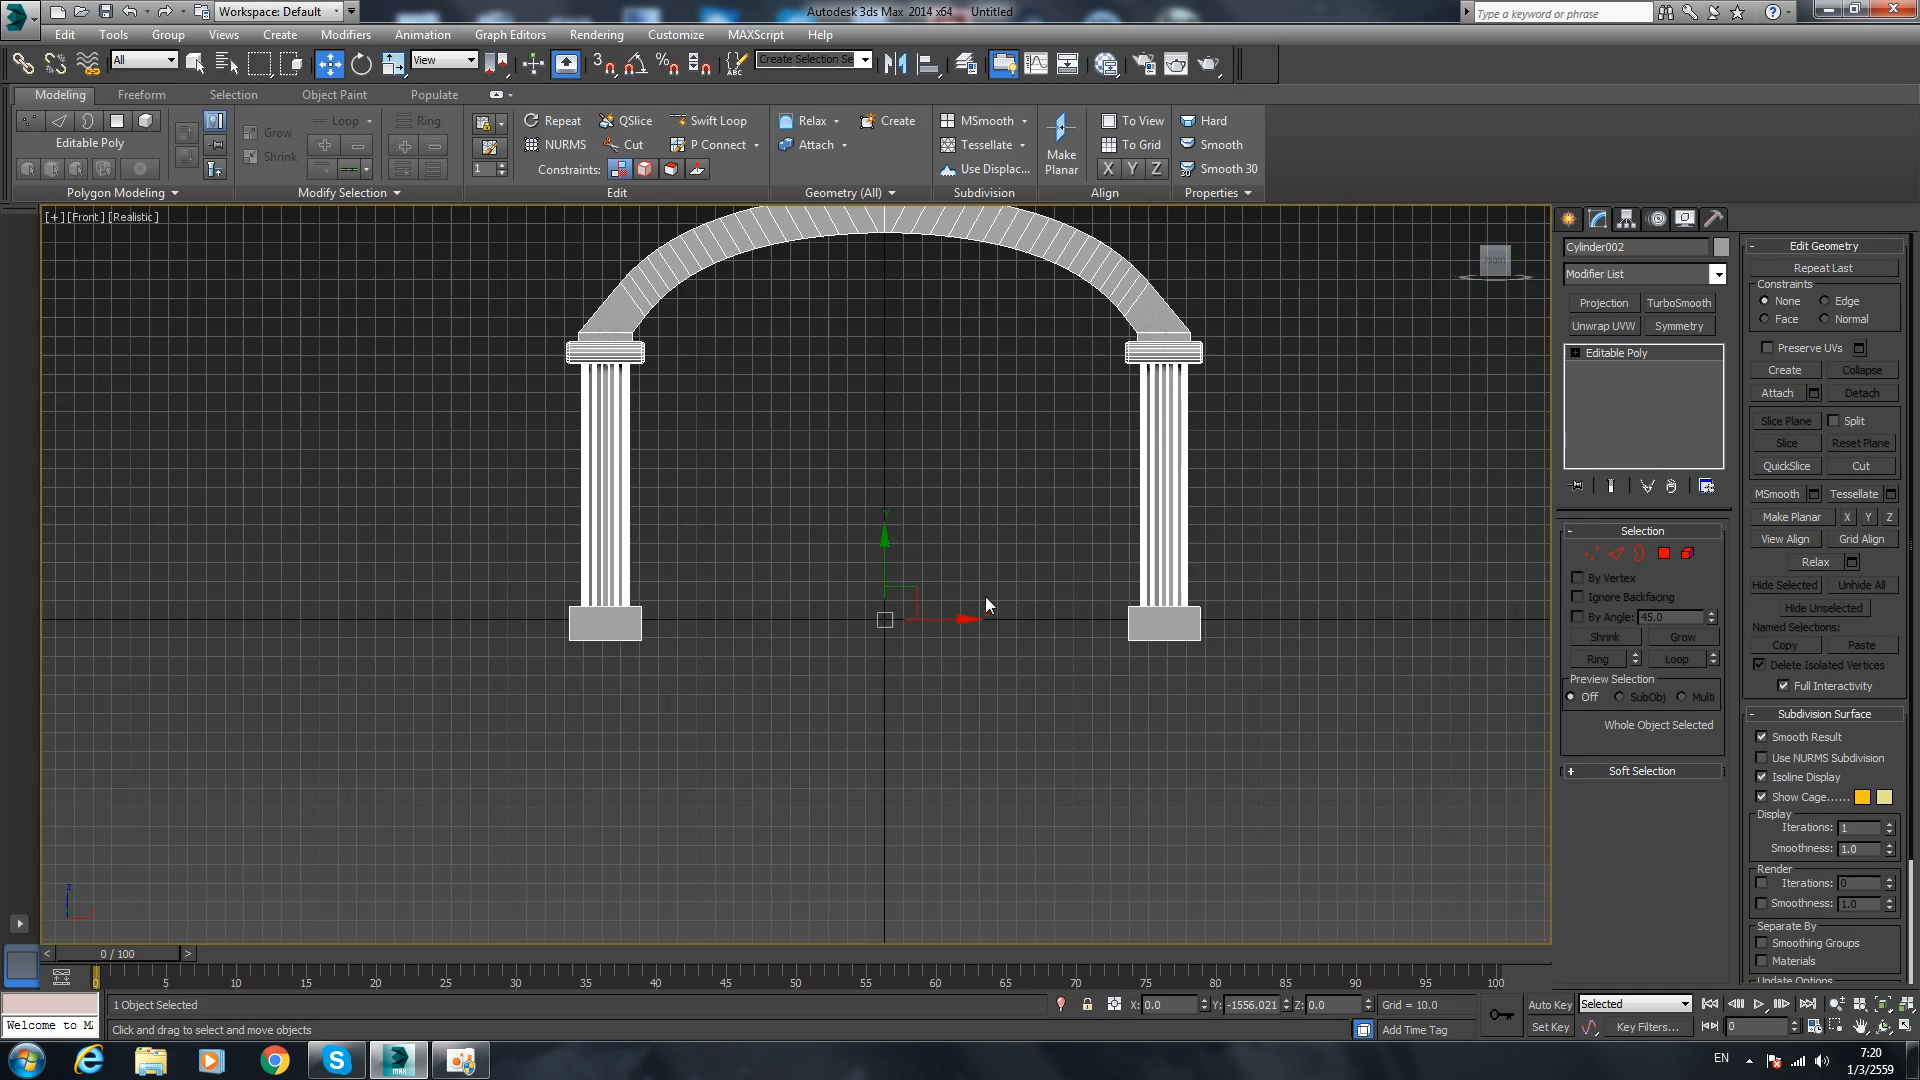 Workspace: Default
Autodesk 3ds Max 2014 x64 Untitled
Type a keyword or phrase
Edit Tools Group Views Create Modifiers Animation Graph Editors Rendering Customize MAXScript Help
All
View
Create Selection Se
Modeling Freeform Selection Object Paint Populate
Editable Poly
Loop
Grow
Shrink
Ring
1
Repeat QSlice Swift Loop
NURMS Cut P Connect
Constraints:
Relax Create
Attach
MSmooth
Tessellate
Use Displac...
Make
Planar
To View
To Grid
X Y Z
Hard
Smooth
Smooth 30
Polygon Modeling Modify Selection Edit Geometry (All) Subdivision Align Properties
[+] [Front] [Realistic]
FRONT
Cylinder002
Modifier List
Projection TurboSmooth
Unwrap UVW Symmetry
Editable Poly
- Selection
By Vertex
Ignore Backfacing
By Angle: 45.0
Shrink Grow
Ring Loop
Preview Selection
Off SubObj Multi
Whole Object Selected
+ Soft Selection
- Edit Geometry
Repeat Last
Constraints
None Edge
Face Normal
Preserve UVs
Create Collapse
Attach Detach
Slice Plane Split
Slice Reset Plane
QuickSlice Cut
MSmooth Tessellate
Make Planar X Y Z
View Align Grid Align
Relax
Hide Selected Unhide All
Hide Unselected
Named Selections:
Copy Paste
Delete Isolated Vertices
Full Interactivity
- Subdivision Surface
Smooth Result
Use NURMS Subdivision
Isoline Display
Show Cage......
Display
Iterations: 1
Smoothness: 1.0
Render
Iterations: 0
Smoothness: 1.0
Separate By
Smoothing Groups
Materials
Update Options
0 / 100
0 5 10 15 20 25 30 35 40 45 50 55 60 65 70 75 80 85 90 95 100
1 Object Selected
X: 0.0 Y: -1556.021 Z: 0.0 Grid = 10.0
Auto Key Selected
Welcome to M
Click and drag to select and move objects
Add Time Tag
Set Key Key Filters... 0
EN
7:20
1/3/2559